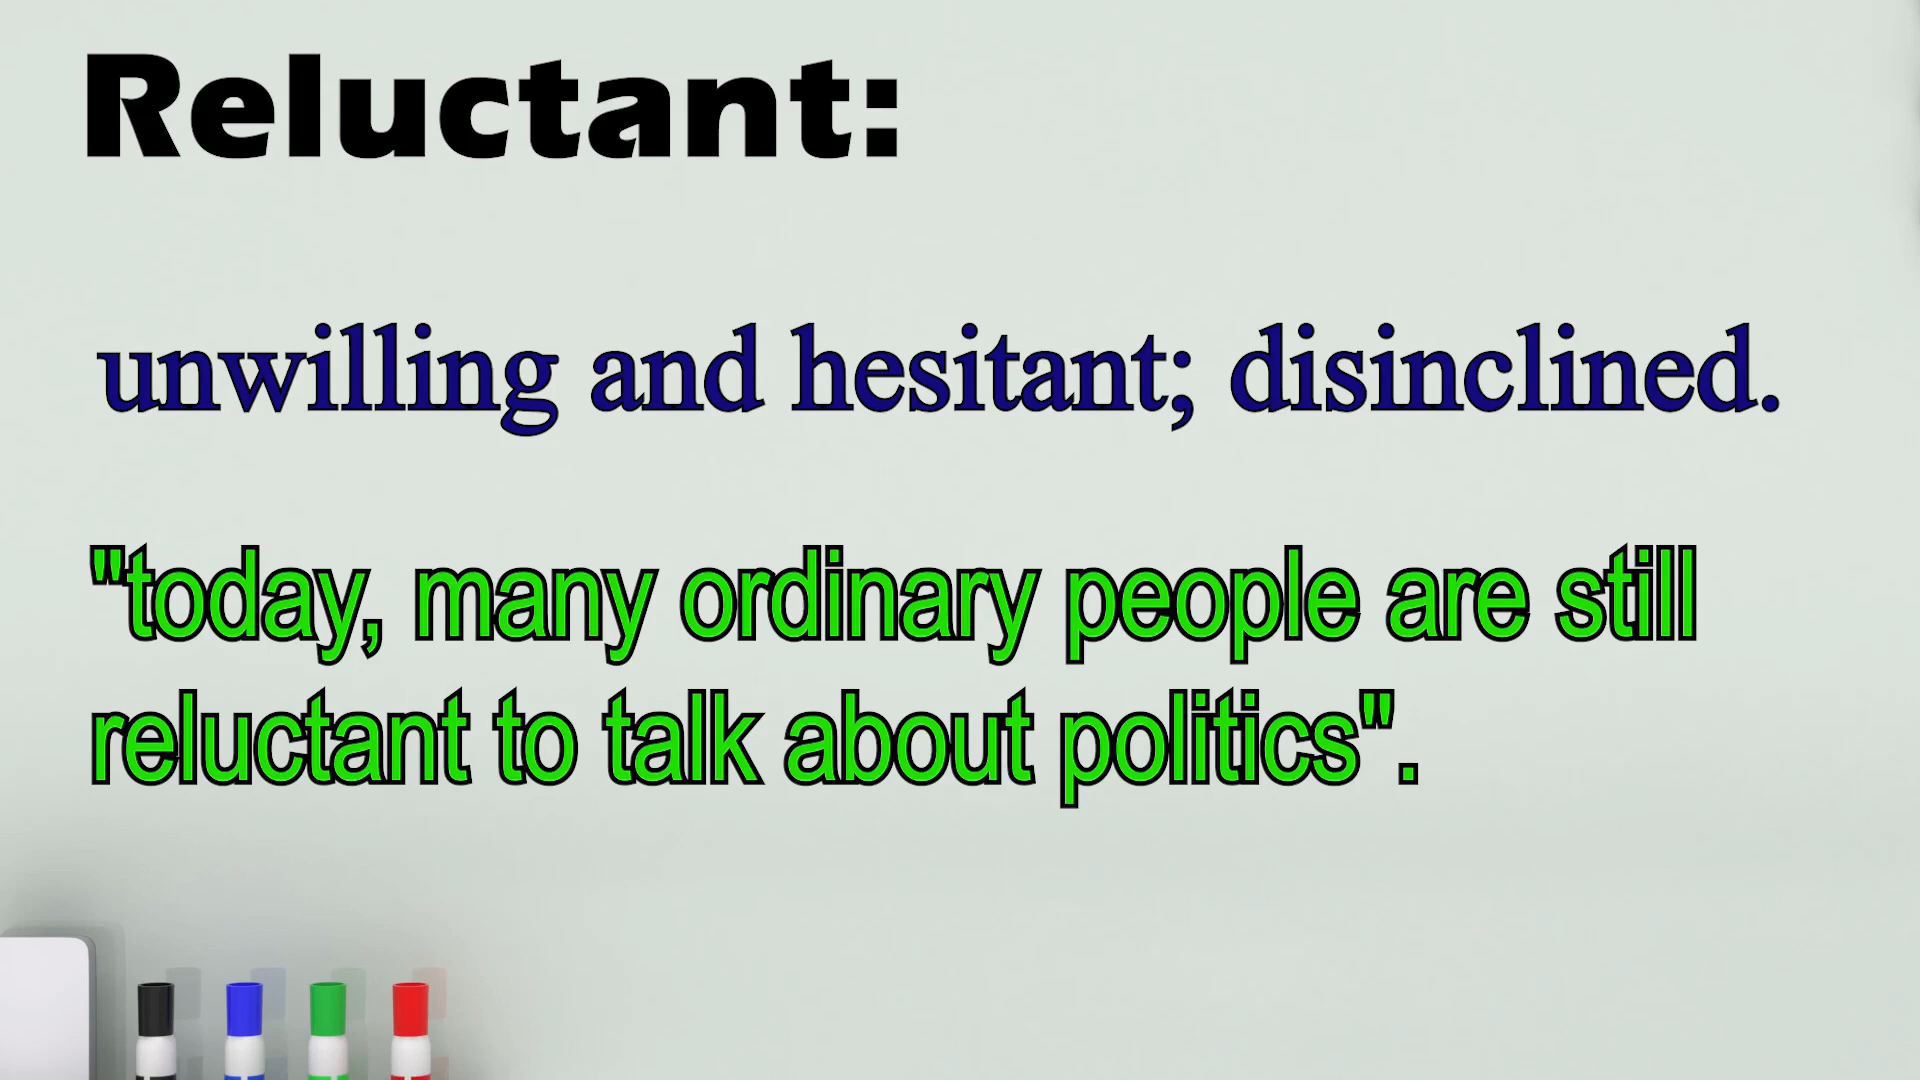 Reluctant:
unwilling and hesitant; disinclined.
"today, many ordinary people are still
reluctant to talk about politics".